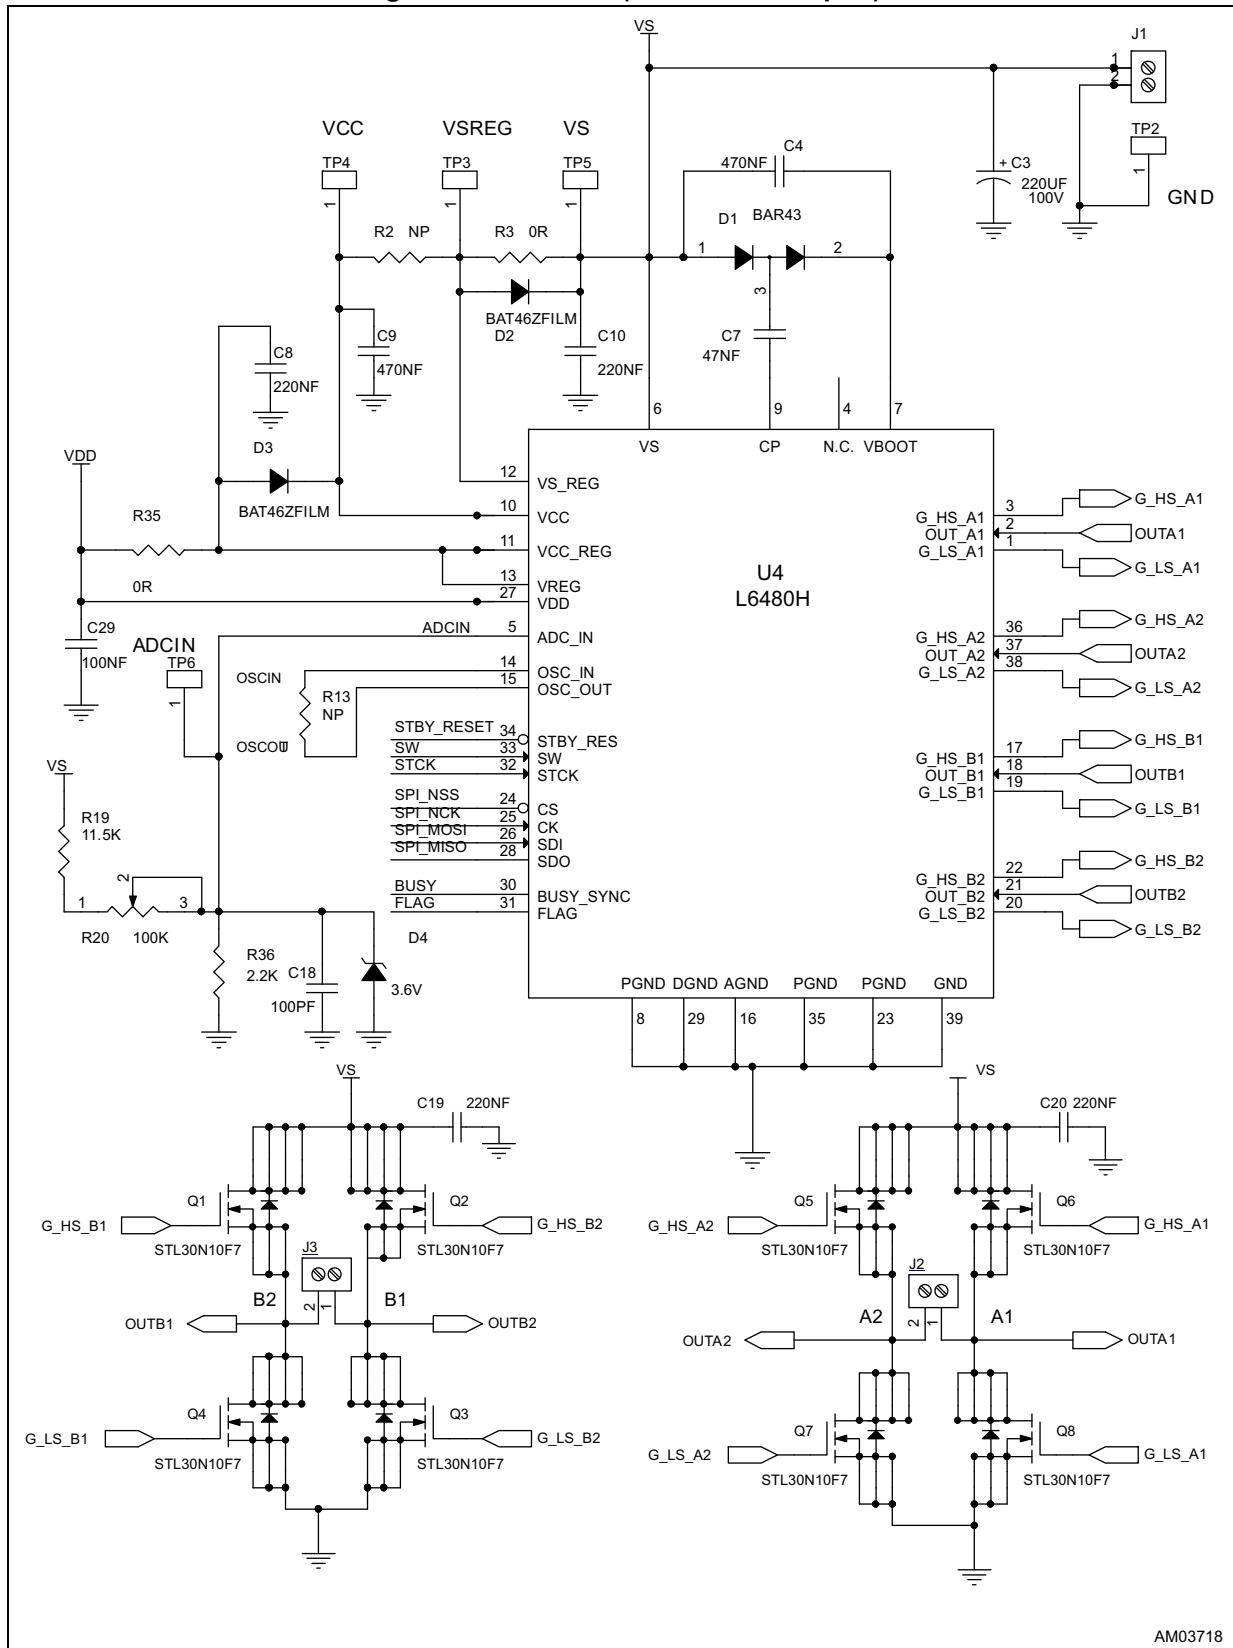 VS
J1
1
2
VCC
VSREG
VS
TP4
TP3
TP5
1
1
1
C4
470NF
TP2
1
+ C3
220UF
100V
GND
R2 NP
R3 0R
D1 BAR43
1
2
3
BAT46ZFILM
D2
C9
470NF
C10
220NF
C7
47NF
C8
220NF
6
9
4
7
VS
CP
N.C.
VBOOT
VDD
D3
BAT46ZFILM
R35
0R
12
VS_REG
10
VCC
11
VCC_REG
13
VREG
27
VDD
ADCIN
5
ADC_IN
14
OSC_IN
15
OSC_OUT
STBY_RESET
34
STBY_RES
SW
33
SW
STCK
32
STCK
SPI_NSS
24
CS
SPI_NCK
25
CK
SPI_MOSI
26
SDI
SPI_MISO
28
SDO
BUSY
30
BUSY_SYNC
FLAG
31
FLAG
U4
L6480H
G_HS_A1
3
G_HS_A1
OUT_A1
2
OUTA1
G_LS_A1
1
G_LS_A1
G_HS_A2
36
G_HS_A2
OUT_A2
37
OUTA2
G_LS_A2
38
G_LS_A2
G_HS_B1
17
G_HS_B1
OUT_B1
18
OUTB1
G_LS_B1
19
G_LS_B1
G_HS_B2
22
G_HS_B2
OUT_B2
21
OUTB2
G_LS_B2
20
G_LS_B2
C29
100NF
ADCIN
TP6
1
OSCIN
R13
NP
VS
R19
11.5K
2
1
3
R20 100K
D4
R36
2.2K
C18
100PF
3.6V
PGND
DGND
AGND
PGND
PGND
GND
8
29
16
35
23
39
VS
C19 220NF
Q1
Q2
G_HS_B1
G_HS_B2
STL30N10F7
J3
STL30N10F7
B2
2
1
B1
OUTB1
OUTB2
Q4
Q3
G_LS_B1
G_LS_B2
STL30N10F7
STL30N10F7
VS
C20 220NF
Q5
Q6
G_HS_A2
G_HS_A1
STL30N10F7
J2
STL30N10F7
A2
2
1
A1
OUTA2
OUTA1
Q7
Q8
G_LS_A2
G_LS_A1
STL30N10F7
STL30N10F7
AM03718